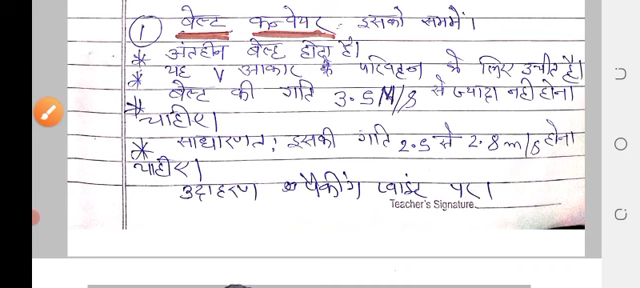 ① बेल्ट कन्वेयर : इसको समझें।
* अंतहीन बेल्ट होता है।
* यह V आकार के परिवहन के लिए उचीत है।
* बेल्ट की गति 3.5 M/S से ज्यादा नही होना
चाहीए।
* साधारणत: इसकी गति 2.5 से 2.8 m/s होना
चाहीए।
उदाहरण पैकींग प्वाइंट पर।
Teacher's Signature